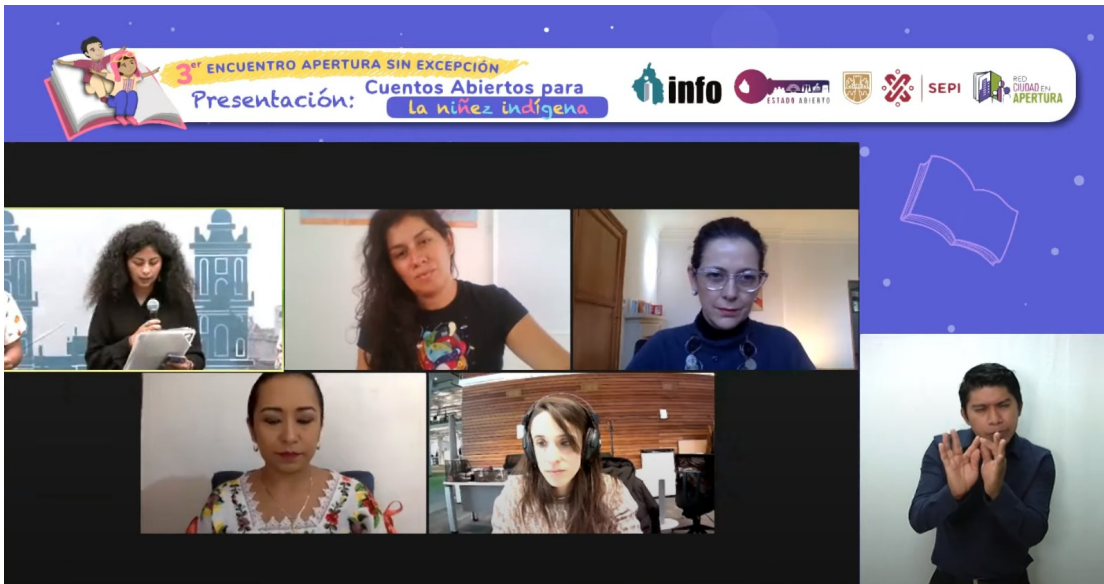 3er ENCUENTRO APERTURA SIN EXCEPCIÓN
Presentación:
Cuentos Abiertos para
la niñez indígena
info
ESTADO ABIERTO
SEPI
RED
CIUDAD EN
APERTURA